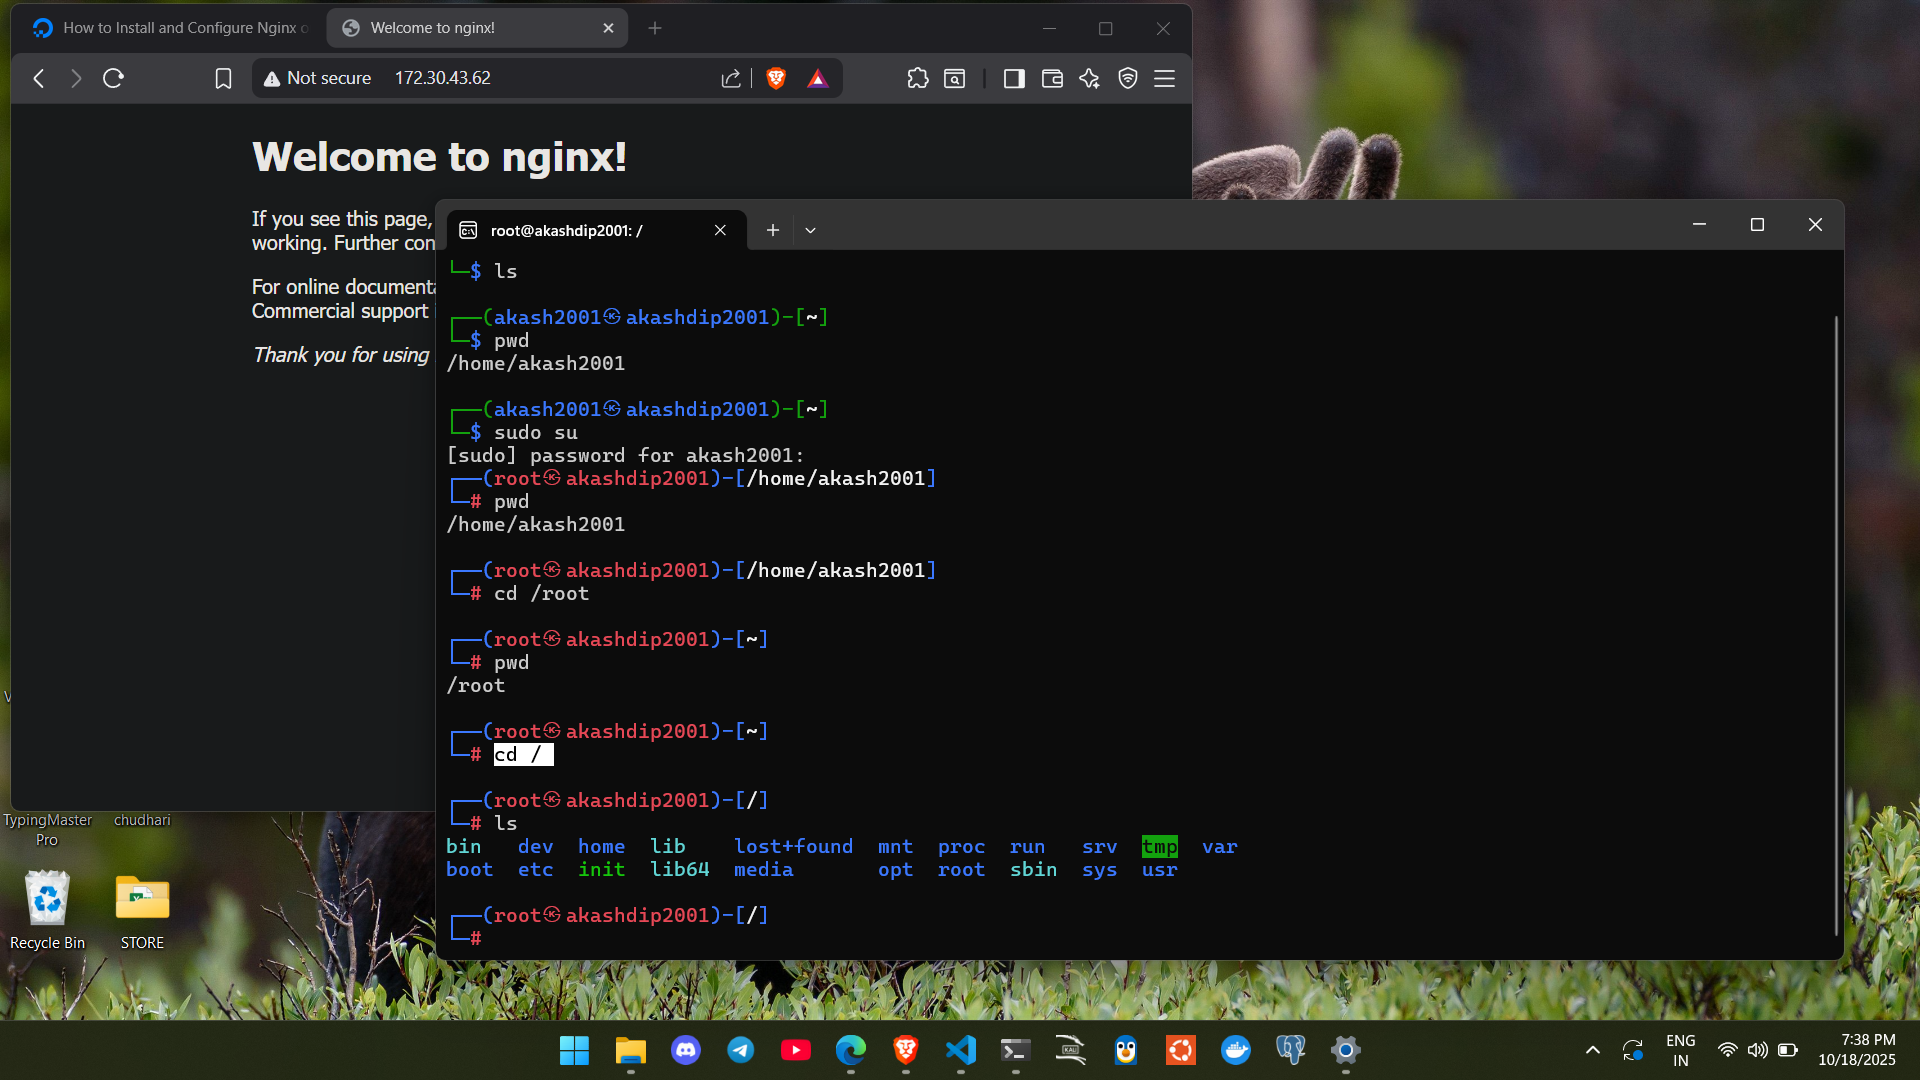 How to Install and Configure Nginx o
Welcome to nginx!
Not secure 172.30.43.62
Welcome to nginx!
If you see this page,
working. Further con
For online documenta
Commercial support
Thank you for using
root@akashdip2001: /
└─$ ls
┌──(akash2001㉿akashdip2001)-[~]
└─$ pwd
/home/akash2001
┌──(akash2001㉿akashdip2001)-[~]
└─$ sudo su
[sudo] password for akash2001:
┌──(root㉿akashdip2001)-[/home/akash2001]
└─# pwd
/home/akash2001
┌──(root㉿akashdip2001)-[/home/akash2001]
└─# cd /root
┌──(root㉿akashdip2001)-[~]
└─# pwd
/root
┌──(root㉿akashdip2001)-[~]
└─# cd /
┌──(root㉿akashdip2001)-[/]
└─# ls
bin dev home lib lost+found mnt proc run srv tmp var
boot etc init lib64 media opt root sbin sys usr
┌──(root㉿akashdip2001)-[/]
└─#
TypingMaster
Pro
chudhari
Recycle Bin
STORE
KALI
ENG
IN
7:38 PM
10/18/2025